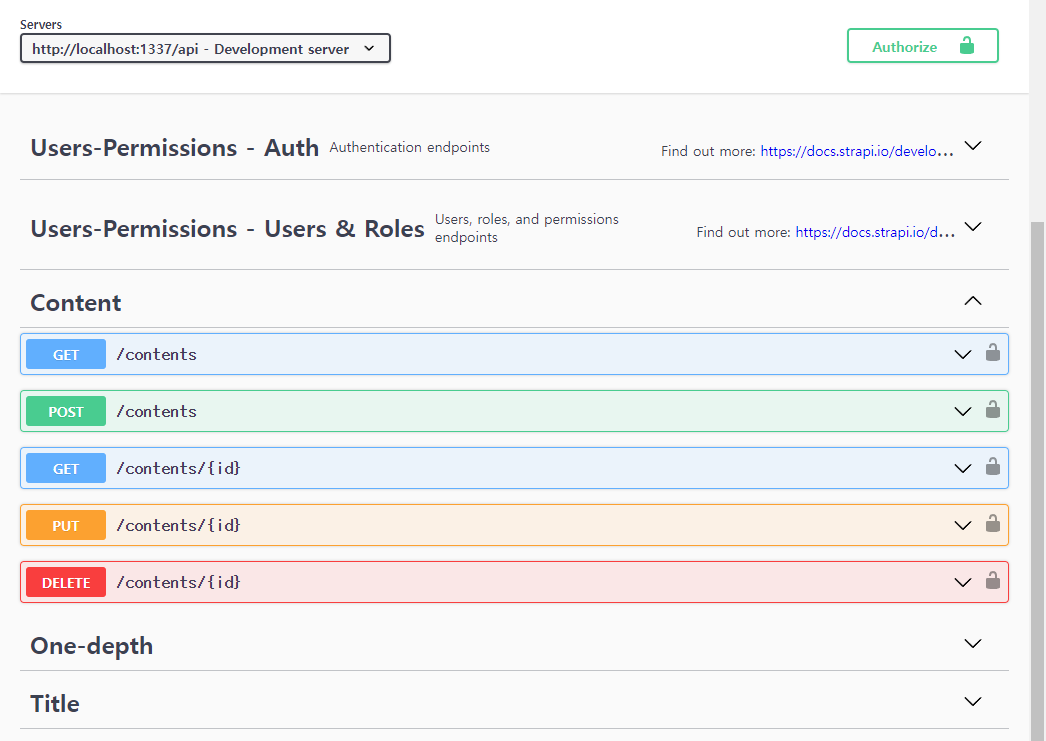 Servers
http://localhost:1337/api - Development server
Authorize
Users-Permissions - Auth Authentication endpoints Find out more: https://docs.strapi.io/develo...
Users-Permissions - Users & Roles Users, roles, and permissions
endpoints Find out more: https://docs.strapi.io/d...
Content
GET /contents
POST /contents
GET /contents/{id}
PUT /contents/{id}
DELETE /contents/{id}
One-depth
Title